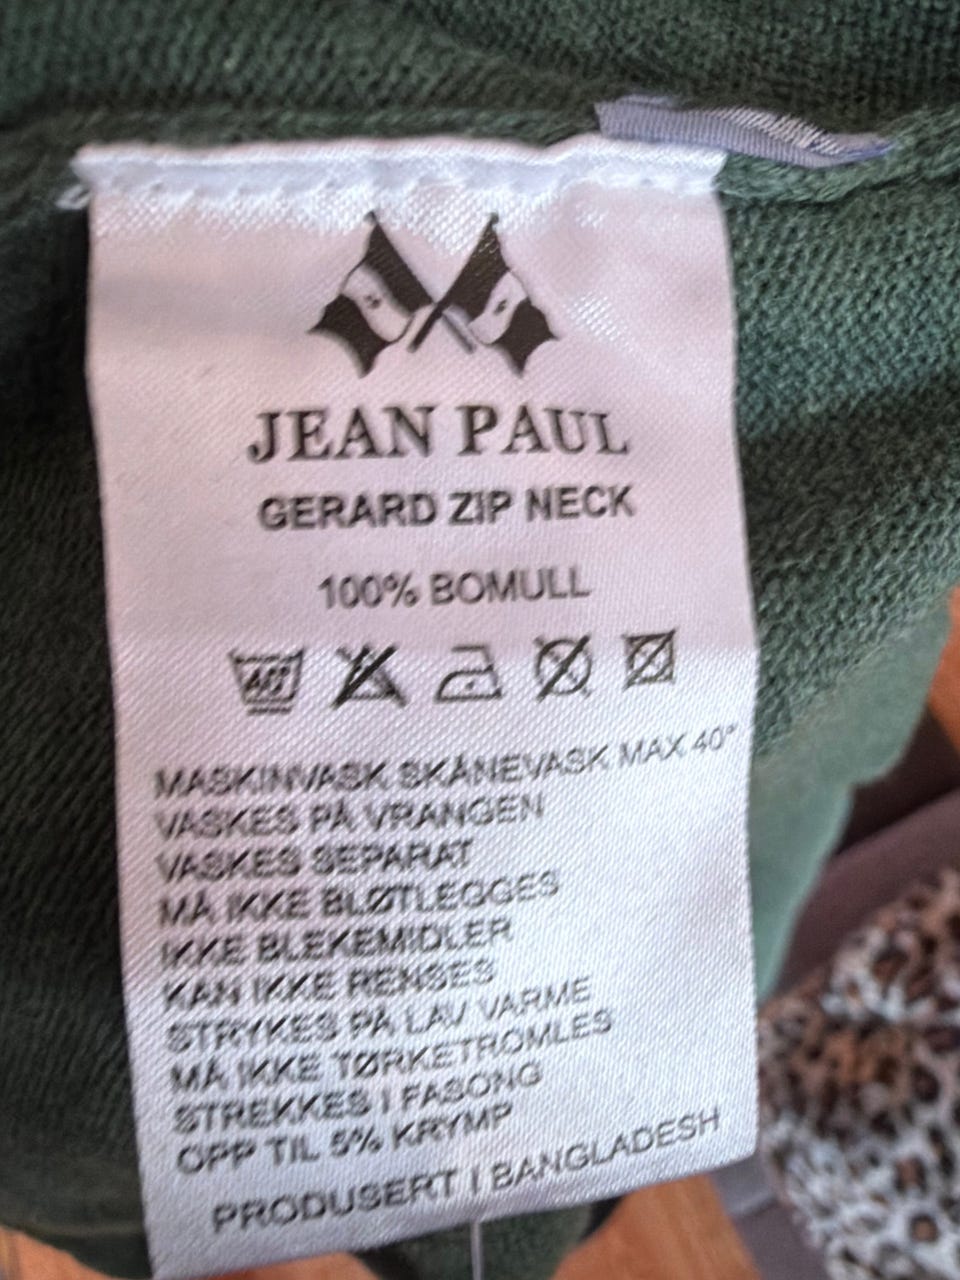 JEAN PAUL
GERARD ZIP NECK
100% BOMULL
40°
MASKINVASK SKÅNEVASK MAX 40°
VASKES PÅ VRANGEN
VASKES SEPARAT
MÅ IKKE BLØTLEGGES
IKKE BLEKEMIDLER
KAN IKKE RENSES
STRYKES PÅ LAV VARME
MÅ IKKE TØRKETROMLES
STREKKES I FASONG
OPP TIL 5% KRYMP
PRODUSERT I BANGLADESH